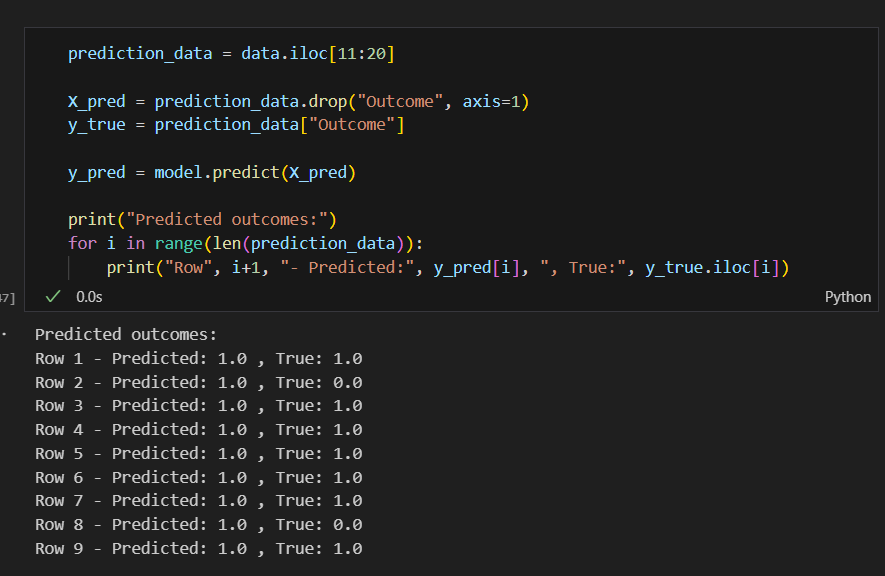 prediction_data = data.iloc[11:20]
X_pred = prediction_data.drop("Outcome", axis=1)
y_true = prediction_data["Outcome"]
y_pred = model.predict(X_pred)
print("Predicted outcomes:")
for i in range(len(prediction_data)):
    print("Row", i+1, "- Predicted:", y_pred[i], ", True:", y_true.iloc[i])
7] ✓ 0.0s Python
Predicted outcomes:
Row 1 - Predicted: 1.0 , True: 1.0
Row 2 - Predicted: 1.0 , True: 0.0
Row 3 - Predicted: 1.0 , True: 1.0
Row 4 - Predicted: 1.0 , True: 1.0
Row 5 - Predicted: 1.0 , True: 1.0
Row 6 - Predicted: 1.0 , True: 1.0
Row 7 - Predicted: 1.0 , True: 1.0
Row 8 - Predicted: 1.0 , True: 0.0
Row 9 - Predicted: 1.0 , True: 1.0